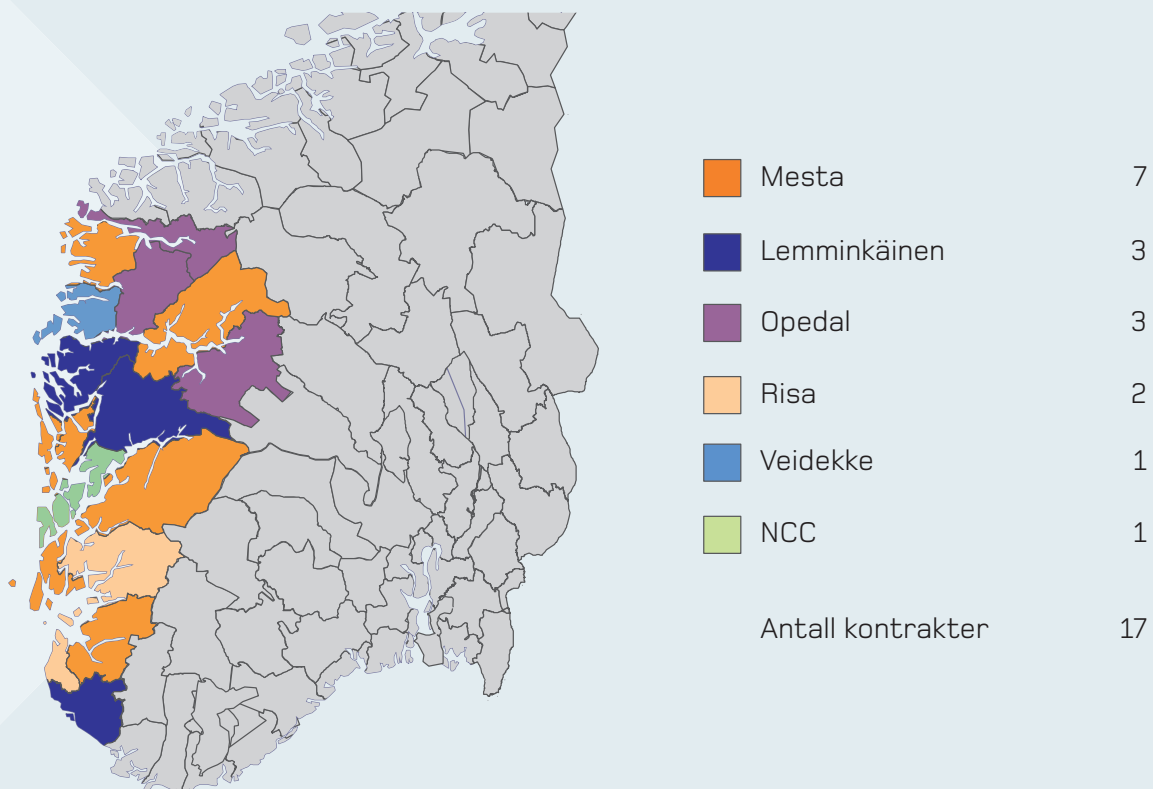 Mesta 7
Lemminkäinen 3
Opedal 3
Risa 2
Veidekke 1
NCC 1
Antall kontrakter 17